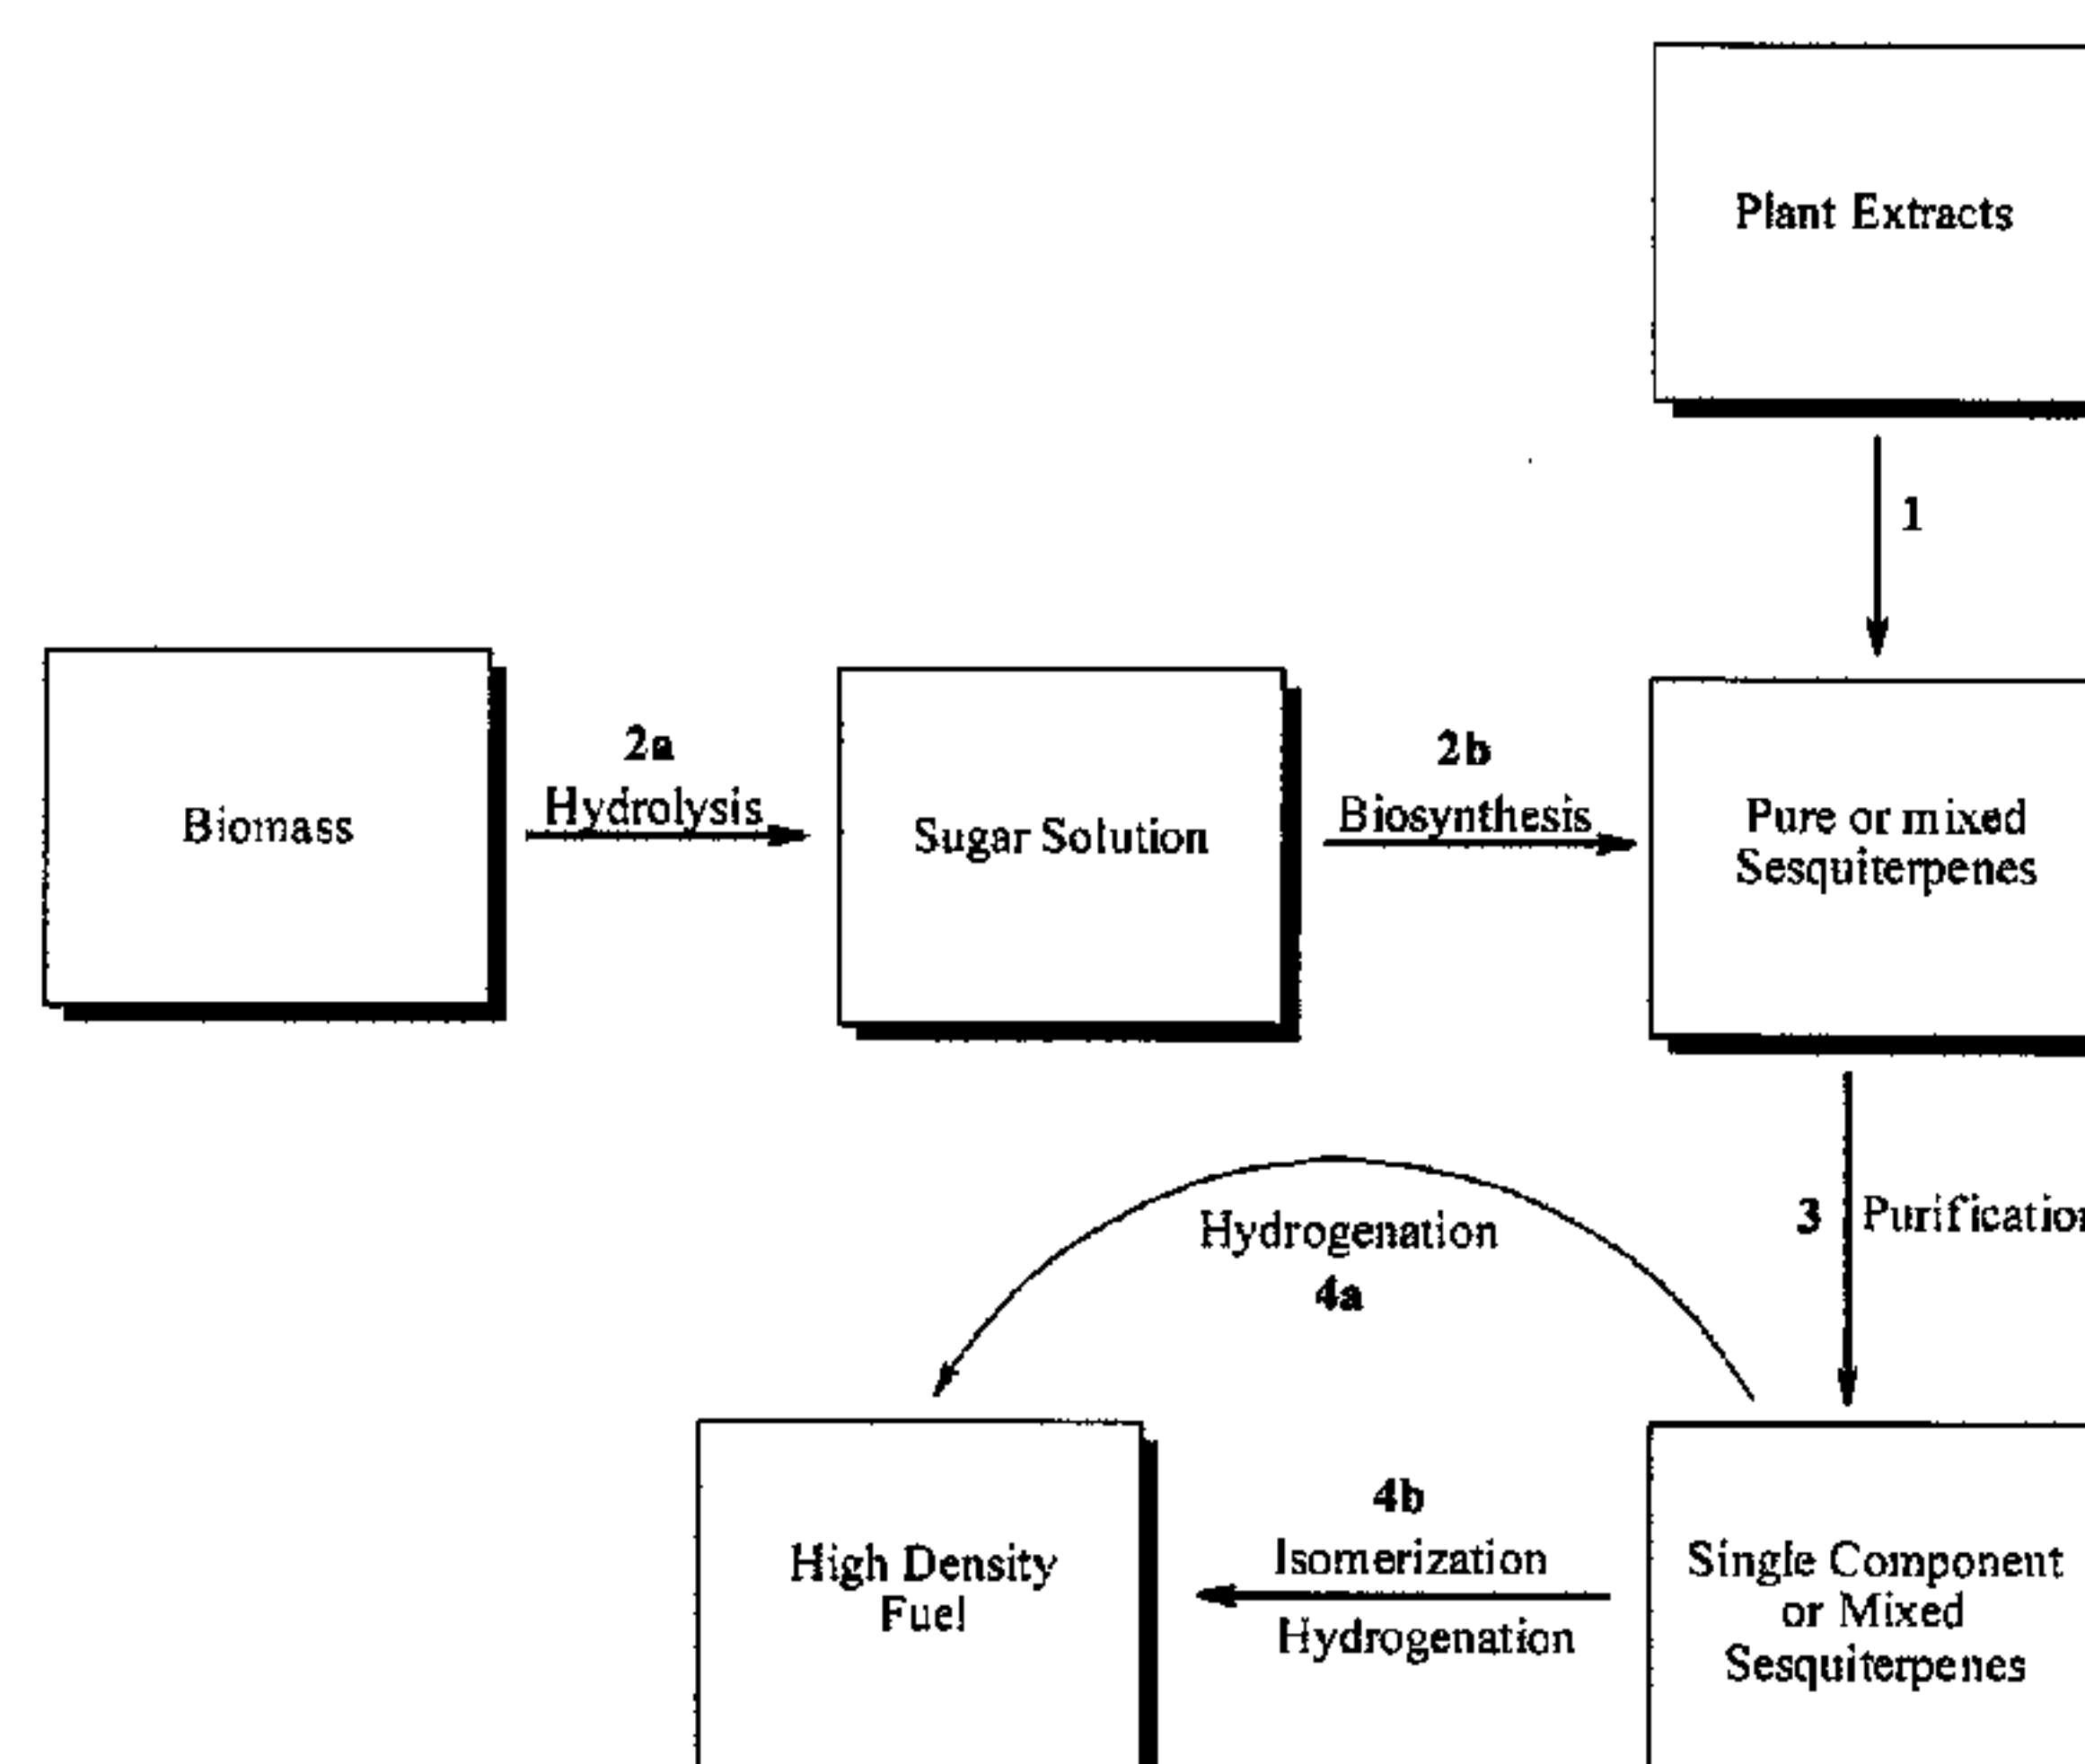 Plant Extracts
1
Biomass
2a
Hydrolysis
Sugar Solution
2b
Biosynthesis
Pure or mixed
Sesquiterpenes
3
Hydrogenation
4a
High Density
Fuel
4b
Isomerization
Hydrogenation
Single Component
or Mixed
Sesquiterpenes